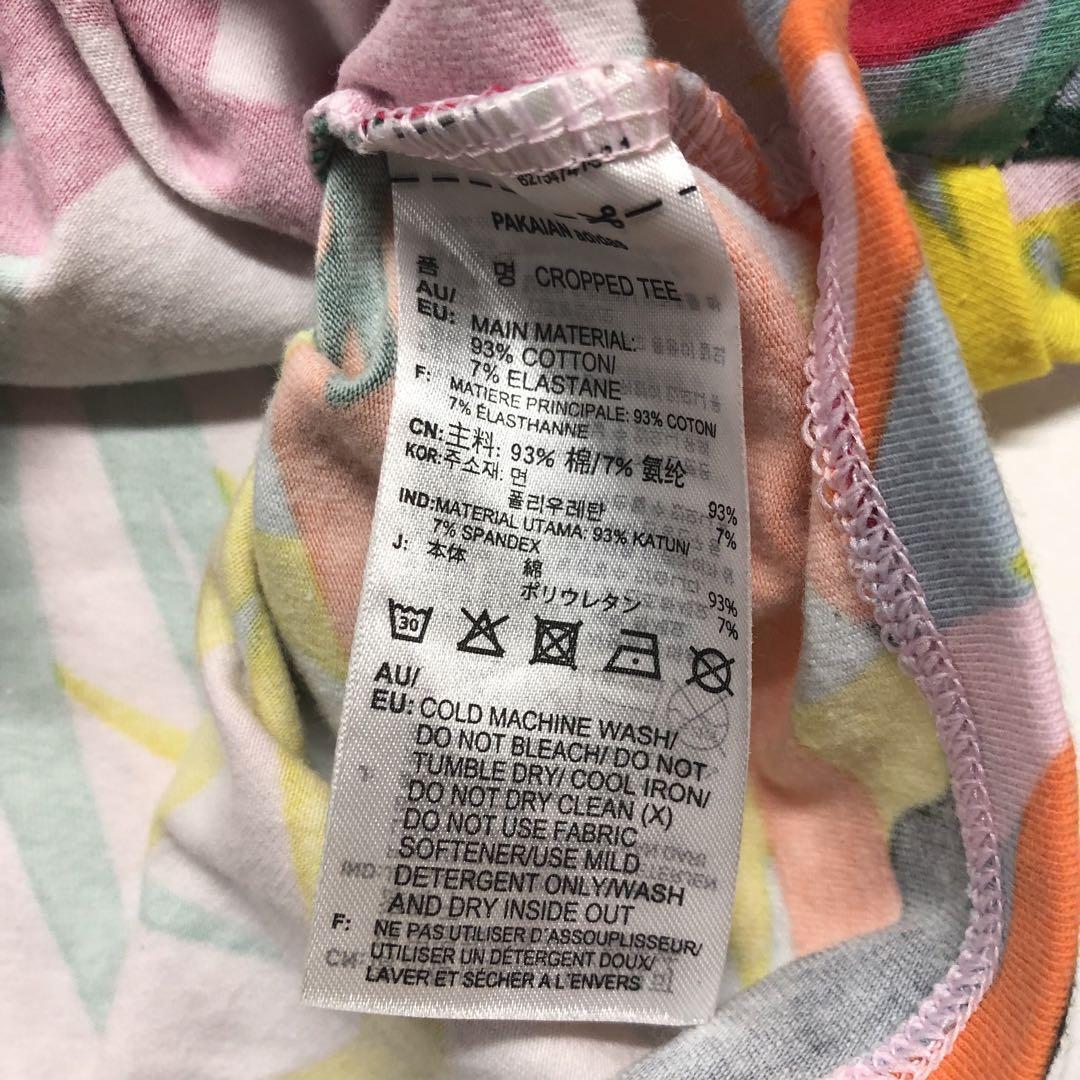 PAKAIAN adidas
품 명 CROPPED TEE
AU/
EU: MAIN MATERIAL:
93% COTTON/
7% ELASTANE
F: MATIERE PRINCIPALE: 93% COTON/
7% ÉLASTHANNE
CN: 主料: 93% 棉/7% 氨纶
KOR: 주소재: 면 93%
폴리우레탄 7%
IND: MATERIAL UTAMA: 93% KATUN/
7% SPANDEX
J: 本体 綿 93%
ポリウレタン 7%
30
AU/
EU: COLD MACHINE WASH/
DO NOT BLEACH/ DO NOT
TUMBLE DRY/ COOL IRON/
DO NOT DRY CLEAN (X)
DO NOT USE FABRIC
SOFTENER/USE MILD
DETERGENT ONLY/WASH
AND DRY INSIDE OUT
F: NE PAS UTILISER D'ASSOUPLISSEUR/
UTILISER UN DÉTERGENT DOUX/
LAVER ET SÉCHER A L'ENVERS